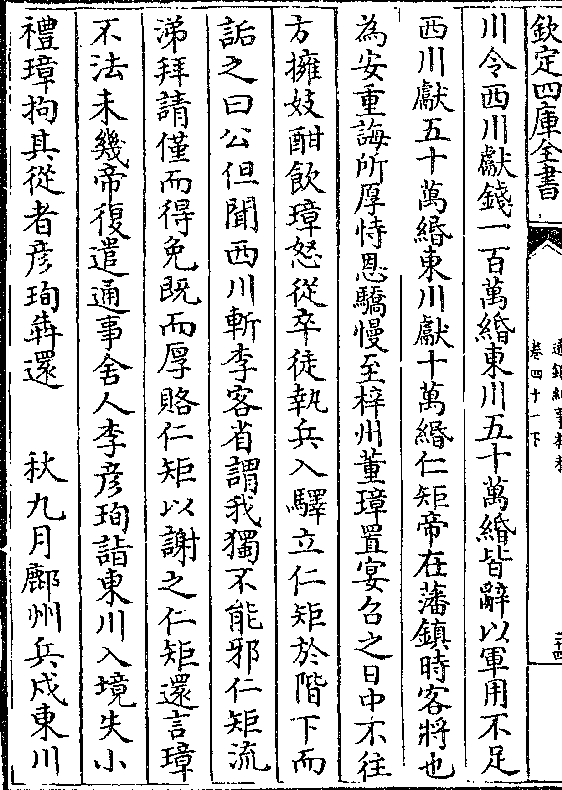 欽定四庫全書
卷四十一下
川令西川獻錢一百萬緡東川五十萬緡皆辭以軍用不足
西川獻五十萬緡東川獻十萬緡仁矩帝在藩鎮時客將也
為安重誨所厚恃恩驕慢至梓州董璋置宴召之日中不往
方擁妓酣飲璋怒從卒徒執兵入驛立仁矩於階下而
詬之曰公但聞西川斬李客省謂我獨不能邪仁矩流
涕拜請僅而得免既而厚賂仁矩以謝之仁矩還言璋
不法未幾帝復遣通事舍人李彦珣詣東川入境失小
禮璋拘其從者彦珣奔還　　秋九月鄜州兵戍東川